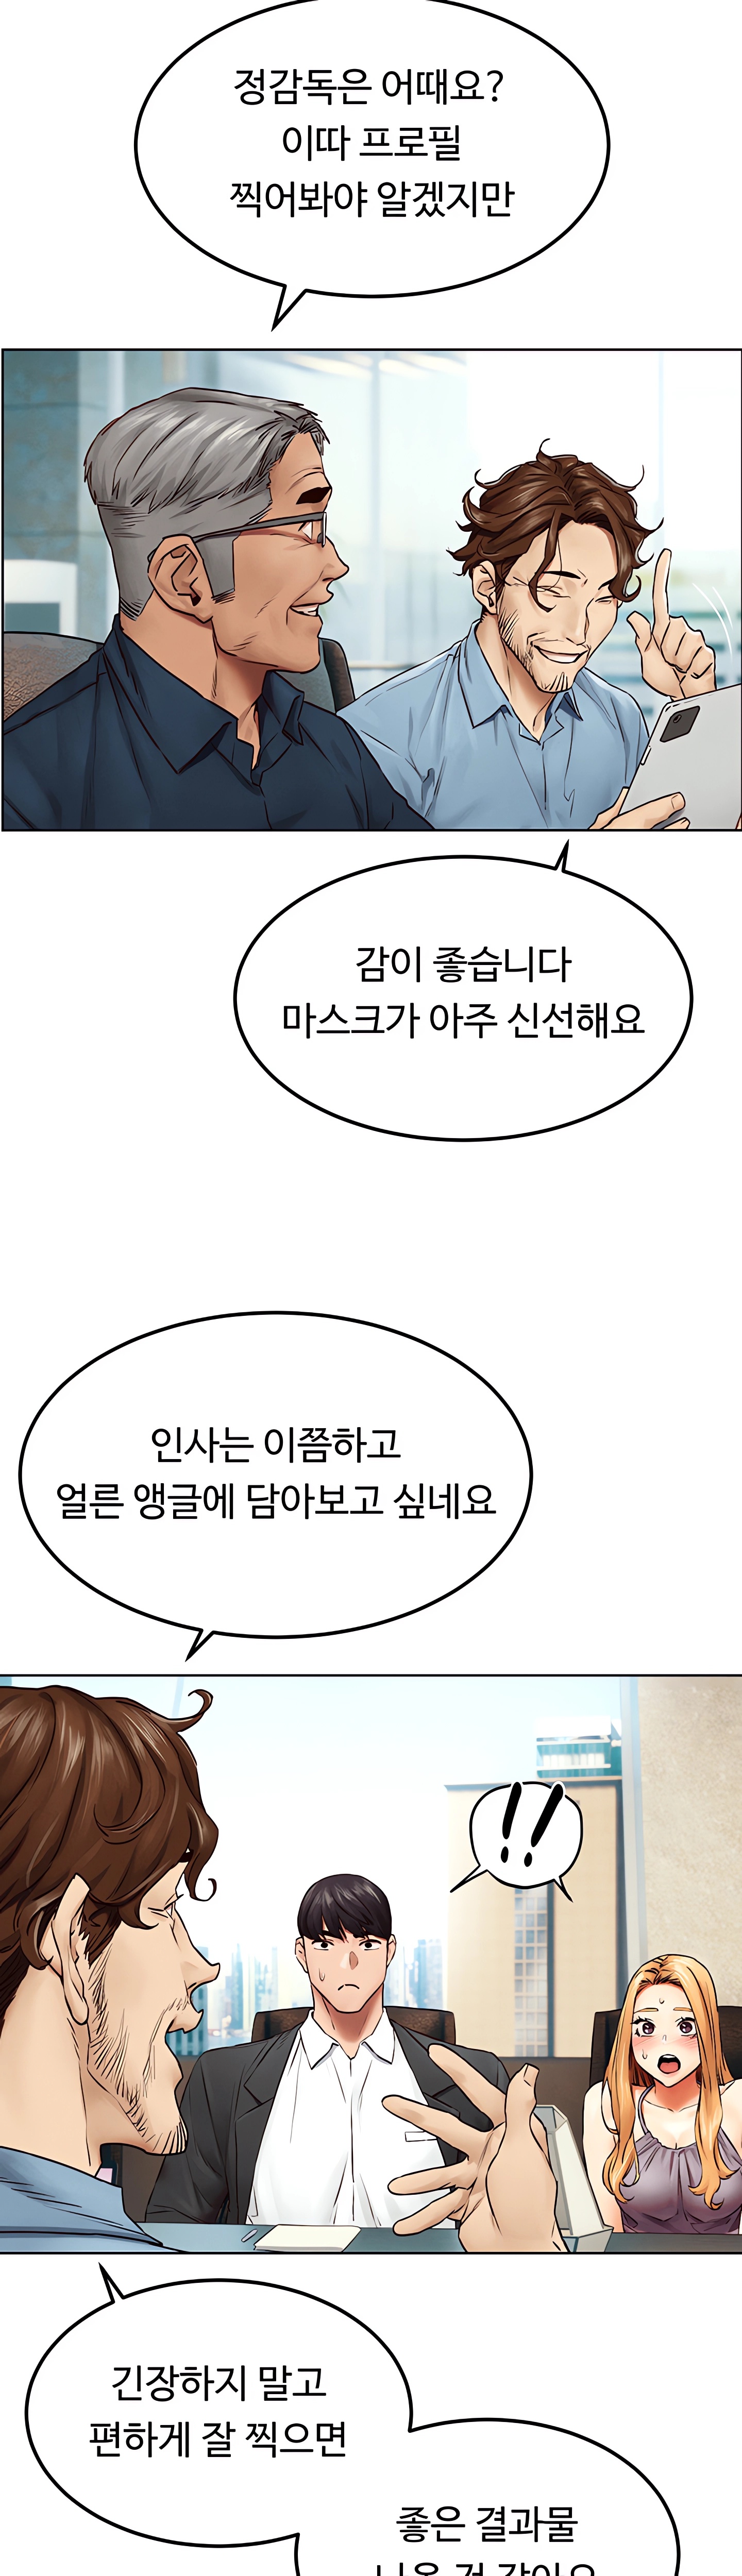 정감독은 어때요?
이따 프로필
찍어봐야 알겠지만
감이 좋습니다
마스크가 아주 신선해요
인사는 이쯤하고
얼른 앵글에 담아보고 싶네요
!!
긴장하지 말고
편하게 잘 찍으면
좋은 결과물